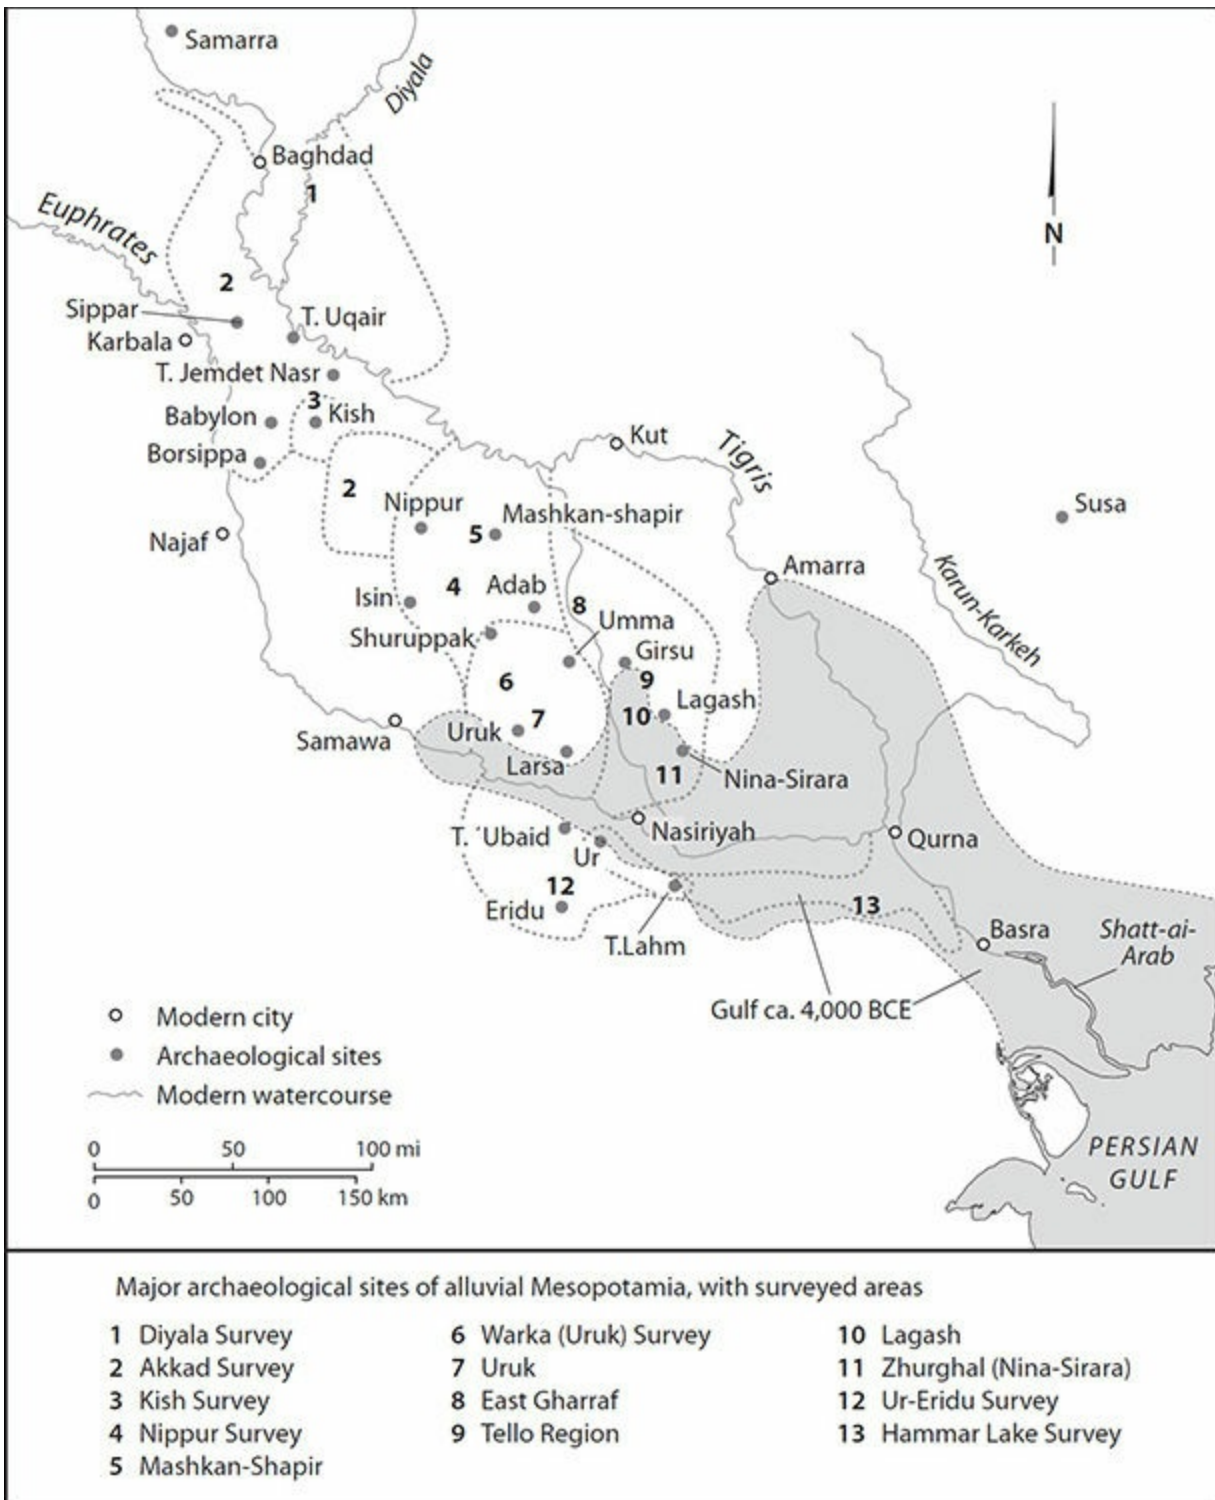 Samarra
Diyala
Baghdad
1
Euphrates
2
Sippar
T. Uqair
Karbala
T. Jemdet Nasr
3
Kish
Babylon
Borsippa
Kut
Tigris
2
Nippur
Mashkan-shapir
5
Susa
Najaf
N
Amarra
4
Adab
Isin
8
Umma
Karun-Karkeh
Shuruppak
Girsu
6
9
Lagash
7
10
Uruk
Samawa
Larsa
11
Nina-Sirara
T. ´Ubaid
Nasiriyah
Qurna
Ur
12
Eridu
13
T.Lahm
Basra
Shatt-ai-
Arab
Gulf ca. 4,000 BCE
Modern city
Archaeological sites
Modern watercourse
0 50 100 mi
0 50 100 150 km
PERSIAN
GULF
Major archaeological sites of alluvial Mesopotamia, with surveyed areas
1 Diyala Survey
2 Akkad Survey
3 Kish Survey
4 Nippur Survey
5 Mashkan-Shapir
6 Warka (Uruk) Survey
7 Uruk
8 East Gharraf
9 Tello Region
10 Lagash
11 Zhurghal (Nina-Sirara)
12 Ur-Eridu Survey
13 Hammar Lake Survey